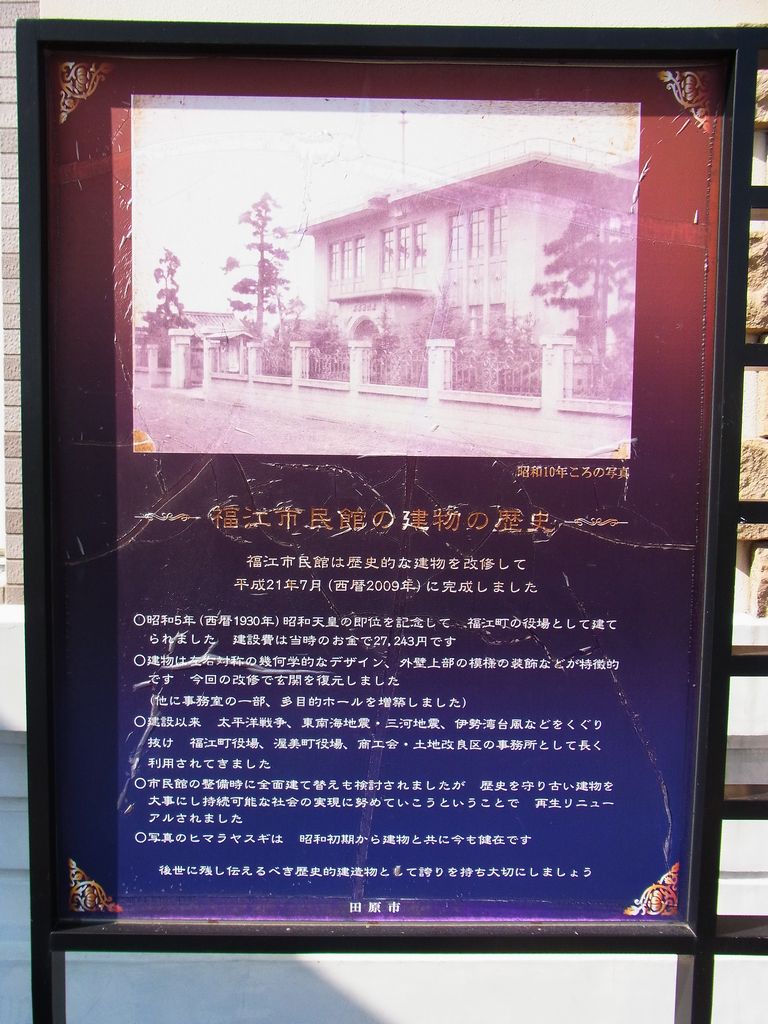 昭和10年ころの写真
福江市民館の建物の歴史
福江市民館は歴史的な建物を改修して
平成21年7月(西暦2009年)に完成しました
○昭和5年(西暦1930年)昭和天皇の即位を記念して　福江町の役場として建て
られました　建設費は当時のお金で27,243円です
○建物は左右対称の幾何学的なデザイン、外壁上部の模様の装飾などが特徴的
です　今回の改修で玄関を復元しました
(他に事務室の一部、多目的ホールを増築しました)
○建設以来　太平洋戦争、東南海地震・三河地震、伊勢湾台風などをくぐり
抜け　福江町役場、渥美町役場、商工会・土地改良区の事務所として長く
利用されてきました
○市民館の整備時に全面建て替えも検討されましたが　歴史を守り古い建物を
大事にし持続可能な社会の実現に努めていこうということで　再生リニュー
アルされました
○写真のヒマラヤスギは　昭和初期から建物と共に今も健在です
後世に残し伝えるべき歴史的建造物として誇りを持ち大切にしましょう
田原市